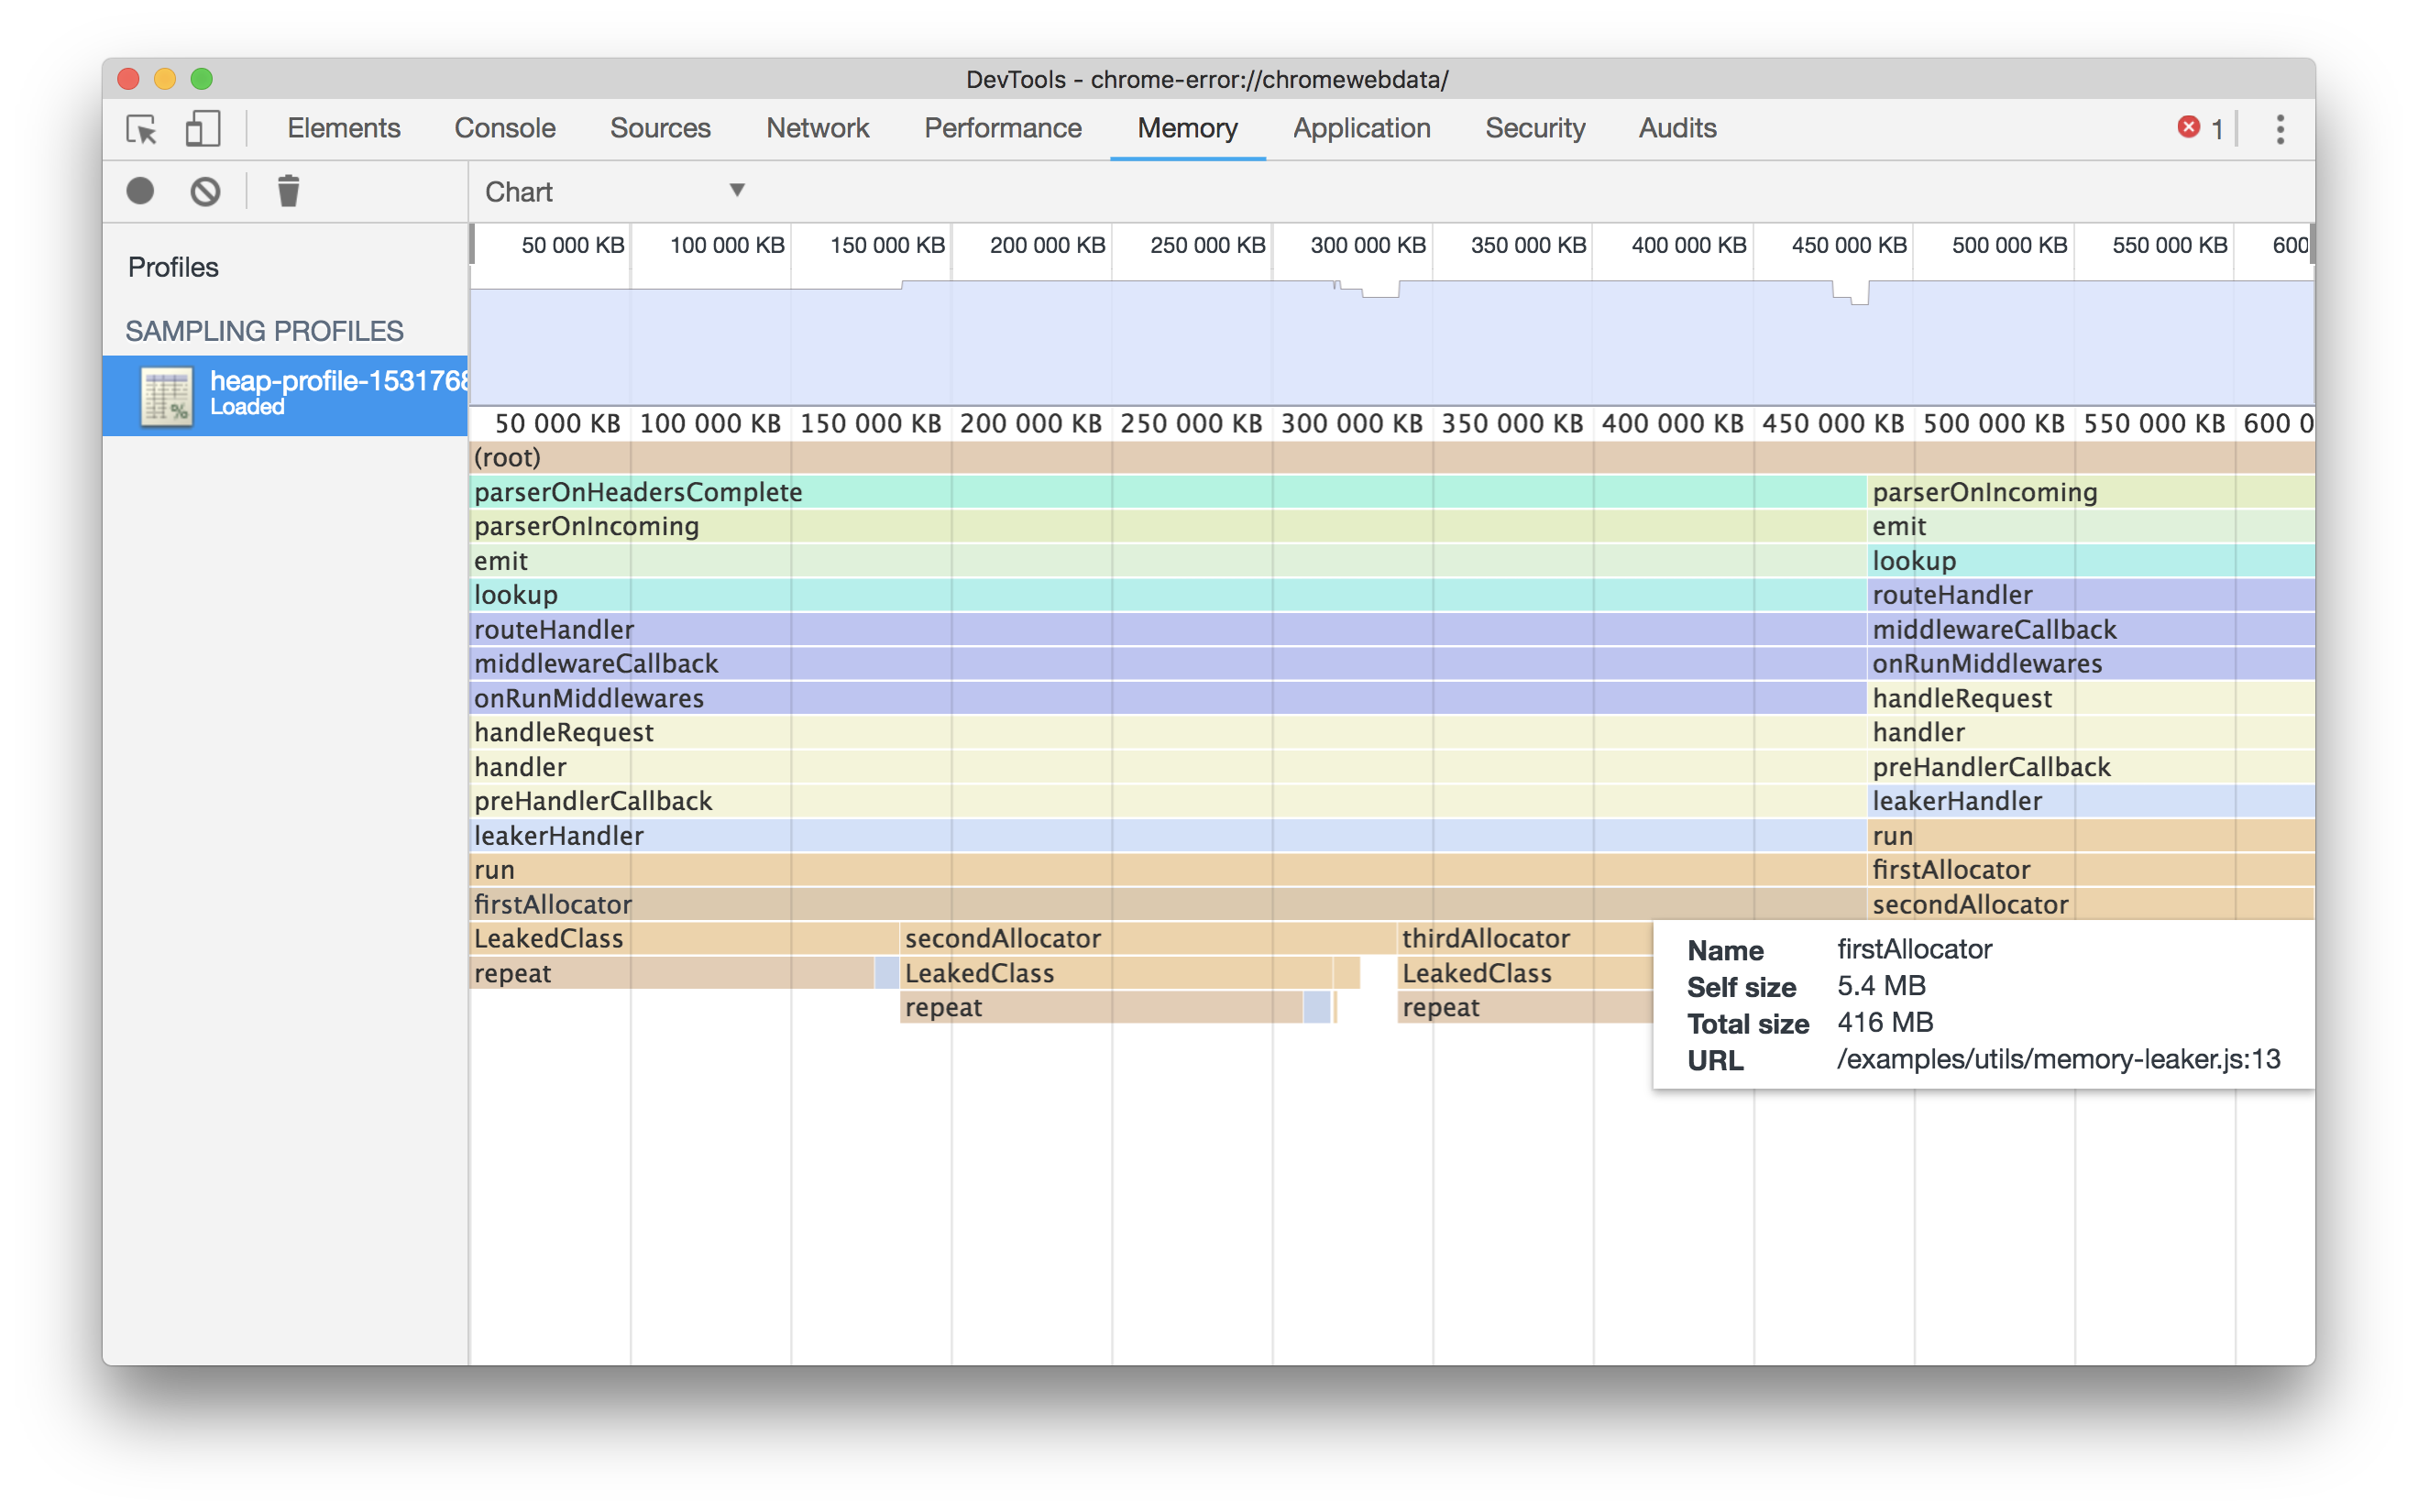 DevTools - chrome-error://chromewebdata/
Elements Console Sources Network Performance Memory Application Security Audits 1
Chart
Profiles
SAMPLING PROFILES
heap-profile-1531768
Loaded
50 000 KB 100 000 KB 150 000 KB 200 000 KB 250 000 KB 300 000 KB 350 000 KB 400 000 KB 450 000 KB 500 000 KB 550 000 KB 600
50 000 KB 100 000 KB 150 000 KB 200 000 KB 250 000 KB 300 000 KB 350 000 KB 400 000 KB 450 000 KB 500 000 KB 550 000 KB 600 0
(root)
parserOnHeadersComplete parserOnIncoming
parserOnIncoming emit
emit lookup
lookup routeHandler
routeHandler middlewareCallback
middlewareCallback onRunMiddlewares
onRunMiddlewares handleRequest
handleRequest handler
handler preHandlerCallback
preHandlerCallback leakerHandler
leakerHandler run
run firstAllocator
firstAllocator secondAllocator
LeakedClass secondAllocator thirdAllocator
repeat LeakedClass LeakedClass
repeat repeat
Name firstAllocator
Self size 5.4 MB
Total size 416 MB
URL /examples/utils/memory-leaker.js:13